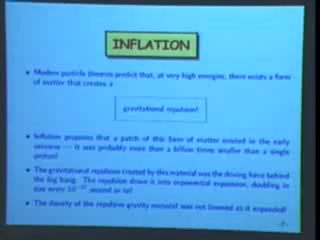 INFLATION
• Modern particle theories predict that, at very high energies, there exists a form
of matter that creates a
gravitational repulsion!
• Inflation proposes that a patch of this form of matter existed in the early
universe — it was probably more than a billion times smaller than a single
proton!
• The gravitational repulsion created by this material was the driving force behind
the big bang. The repulsion drove it into exponential expansion, doubling in
size every 10 second or so!
• The density of the repulsive gravity material was not lowered as it expanded!